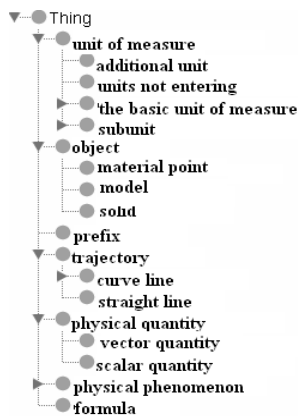 Thing
unit of measure
additional unit
units not entering
'the basic unit of measure
subunit
object
material point
model
solid
prefix
trajectory
curve line
straight line
physical quantity
vector quantity
scalar quantity
physical phenomenon
formula